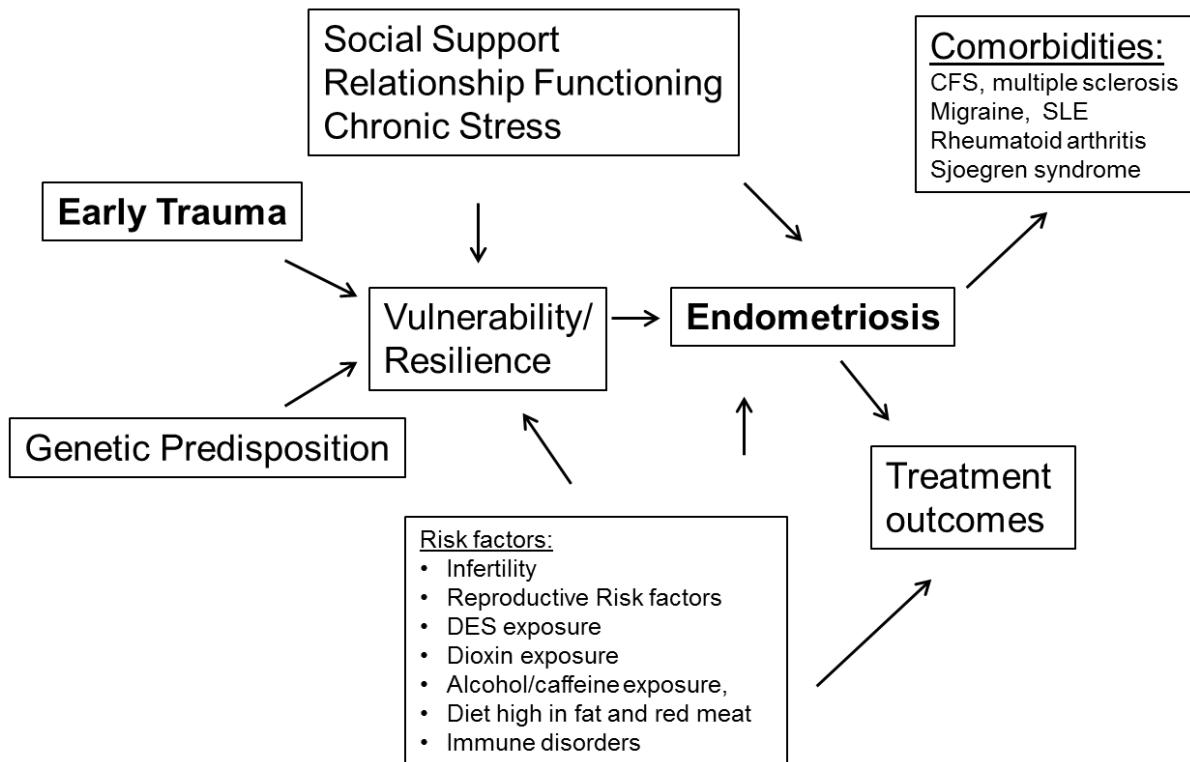 Social Support
Relationship Functioning
Chronic Stress
Comorbidities:
CFS, multiple sclerosis
Migraine, SLE
Rheumatoid arthritis
Sjoegren syndrome
Early Trauma
Vulnerability/
Resilience
Endometriosis
Genetic Predisposition
Treatment
outcomes
Risk factors:
• Infertility
• Reproductive Risk factors
• DES exposure
• Dioxin exposure
• Alcohol/caffeine exposure,
• Diet high in fat and red meat
• Immune disorders